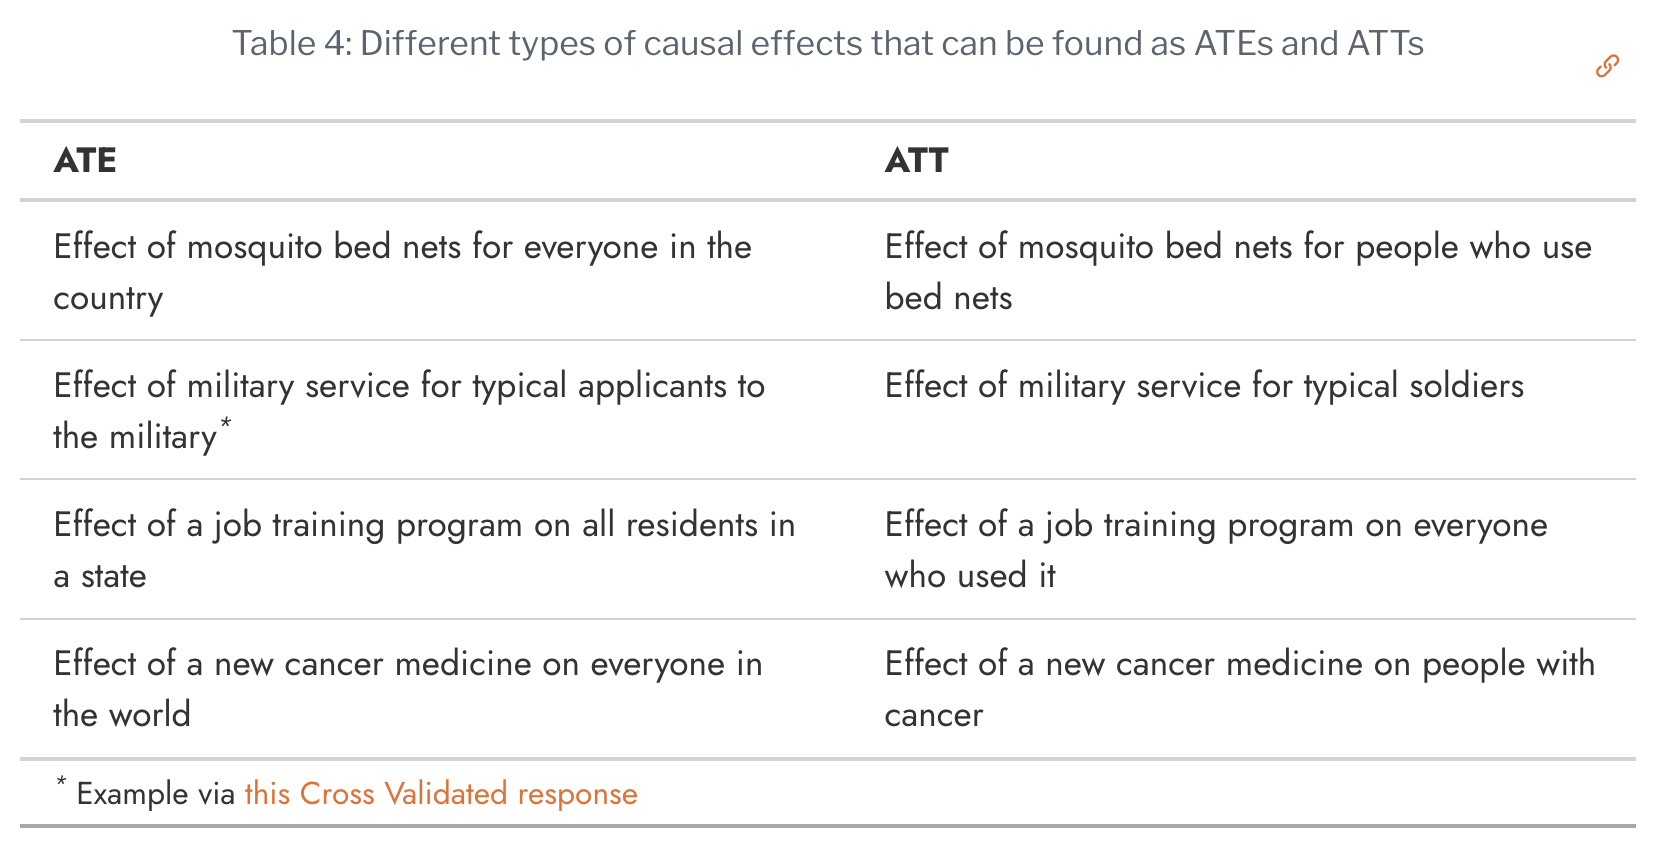 Table 4: Different types of causal effects that can be found as ATEs and ATTs
ATE
ATT
Effect of mosquito bed nets for everyone in the
country
Effect of mosquito bed nets for people who use
bed nets
Effect of military service for typical applicants to
the military*
Effect of military service for typical soldiers
Effect of a job training program on all residents in
a state
Effect of a job training program on everyone
who used it
Effect of a new cancer medicine on everyone in
the world
Effect of a new cancer medicine on people with
cancer
* Example via this Cross Validated response